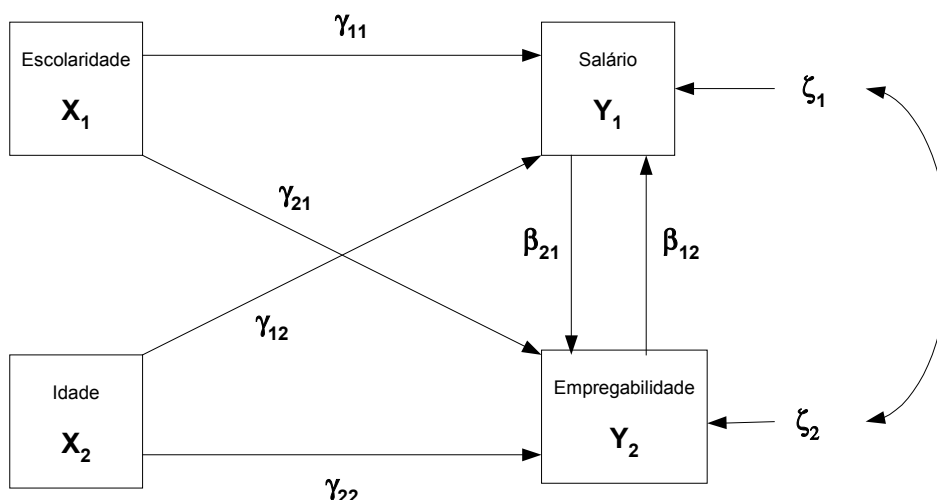 γ₁₁
Escolaridade
X₁
Salário
Y₁
ζ₁
γ₂₁
β₂₁
β₁₂
γ₁₂
Idade
X₂
Empregabilidade
Y₂
ζ₂
γ₂₂